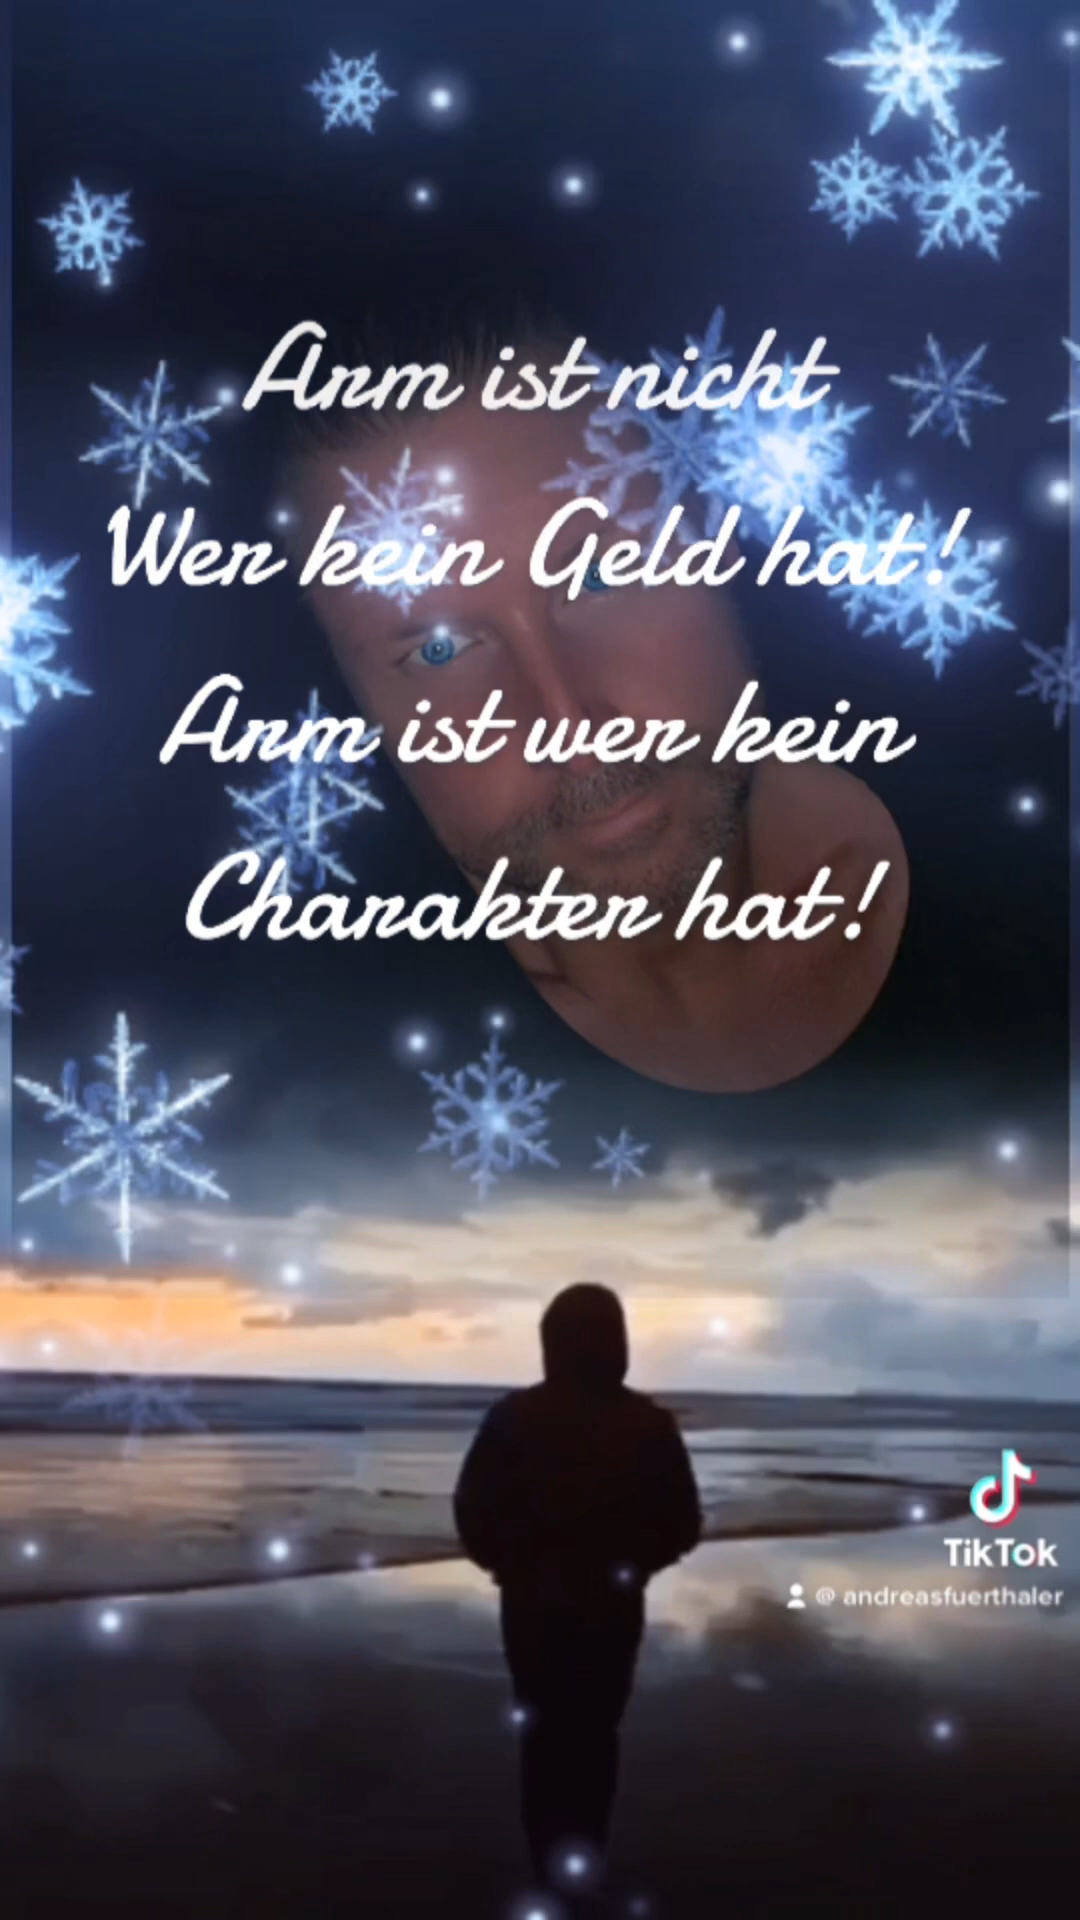 Arm ist nicht
Wer kein Geld hat!
Arm ist wer kein
Charakter hat!
TikTok
@ andreasfuerthaler